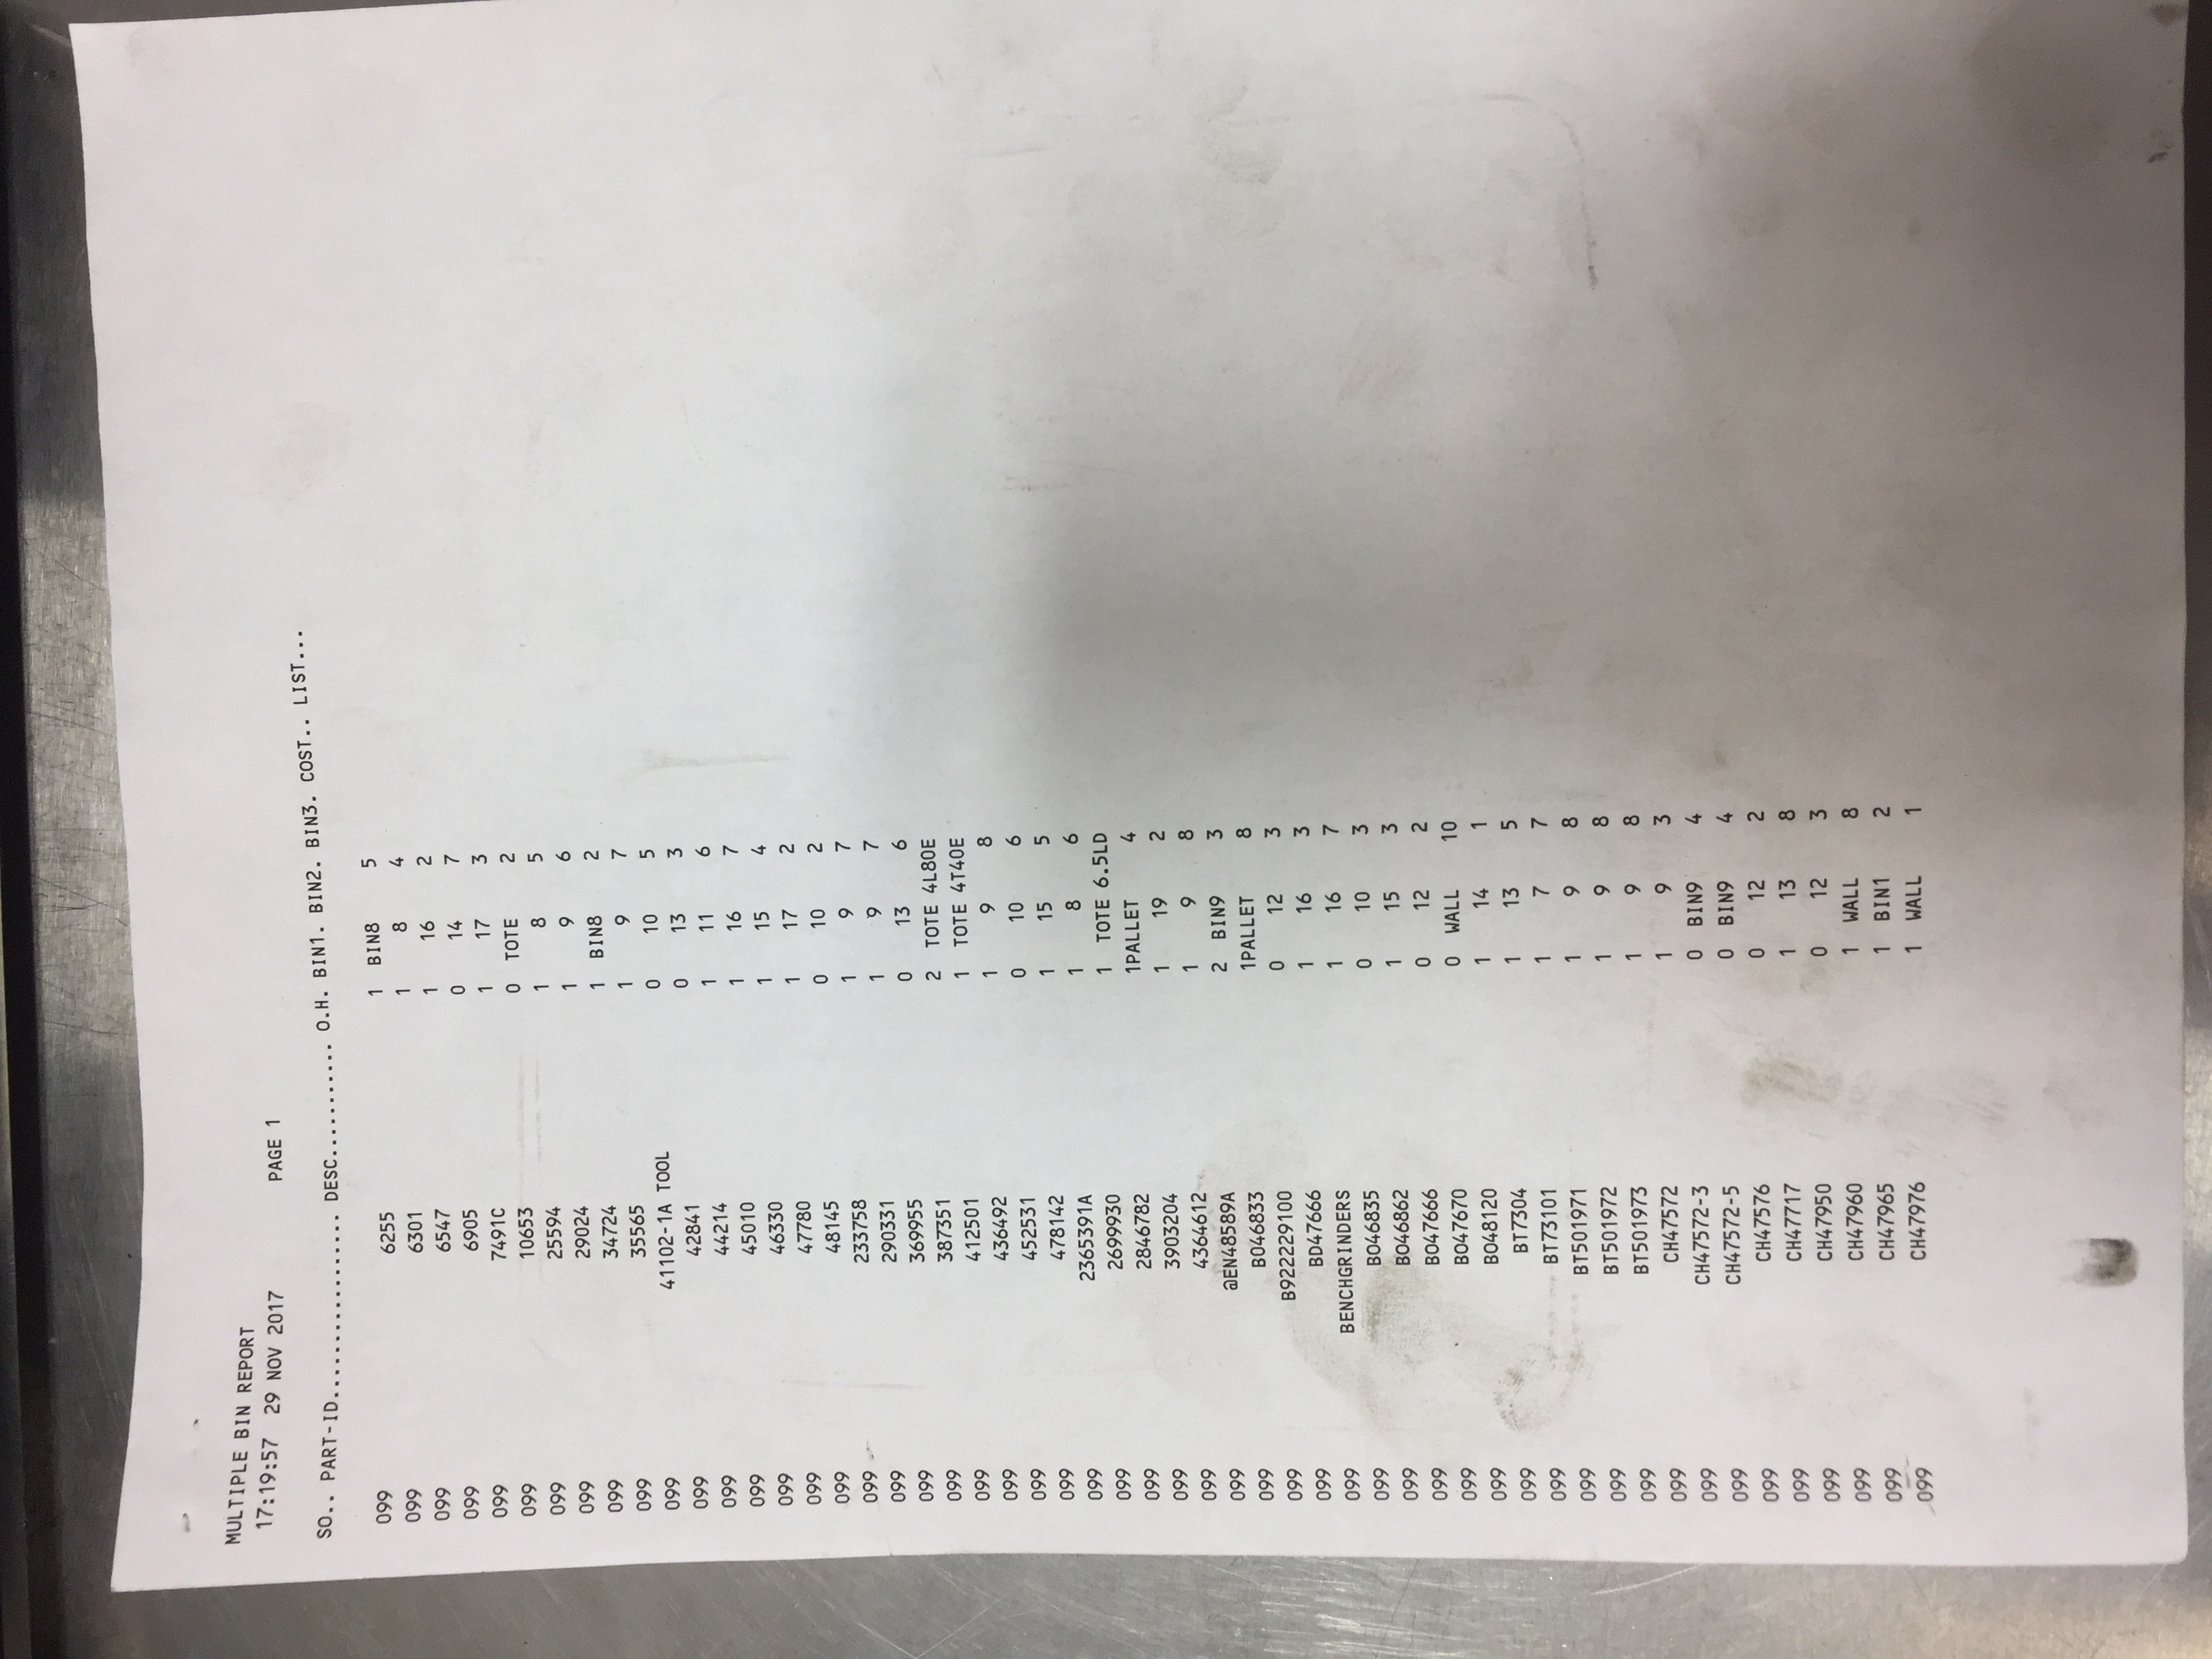 MULTIPLE BIN REPORT
17:19:57 29 NOV 2017 PAGE 1
SO.. PART-ID................. DESC........... O.H. BIN1. BIN2. BIN3. COST.. LIST...
099 6255 1 BIN8 5
099 6301 1 8 4
099 6547 1 16 2
099 6905 0 14 7
099 7491C 1 17 3
099 10653 0 TOTE 2
099 25594 1 8 5
099 29024 1 9 6
099 34724 1 BIN8 2
099 35565 1 9 7
099 41102-1A TOOL 0 10 5
099 42841 0 13 3
099 44214 1 11 6
099 45010 1 16 7
099 46330 1 15 4
099 47780 1 17 2
099 48145 0 10 2
099 233758 1 9 7
099 290331 1 9 7
099 369955 0 13 6
099 387351 2 TOTE 4L80E
099 412501 1 TOTE 4T40E
099 436492 1 9 8
099 452531 0 10 6
099 478142 1 15 5
099 2365391A 1 8 6
099 2699930 1 TOTE 6.5LD
099 2846782 1PALLET 4
099 3903204 1 19 2
099 4364612 1 9 8
099 @EN48589A 2 BIN9 3
099 BO46833 1PALLET 8
099 B922229100 0 12 3
099 BD47666 1 16 3
099 BENCHGRINDERS 1 16 7
099 BO46835 0 10 3
099 BO46862 1 15 3
099 BO47666 0 12 2
099 BO47670 0 WALL 10
099 BO48120 1 14 1
099 BT7304 1 13 5
099 BT73101 1 7 7
099 BT501971 1 9 8
099 BT501972 1 9 8
099 BT501973 1 9 8
099 CH47572 1 9 3
099 CH47572-3 0 BIN9 4
099 CH47572-5 0 BIN9 4
099 CH47576 0 12 2
099 CH47717 1 13 8
099 CH47950 0 12 3
099 CH47960 1 WALL 8
099 CH47965 1 BIN1 2
099 CH47976 1 WALL 1